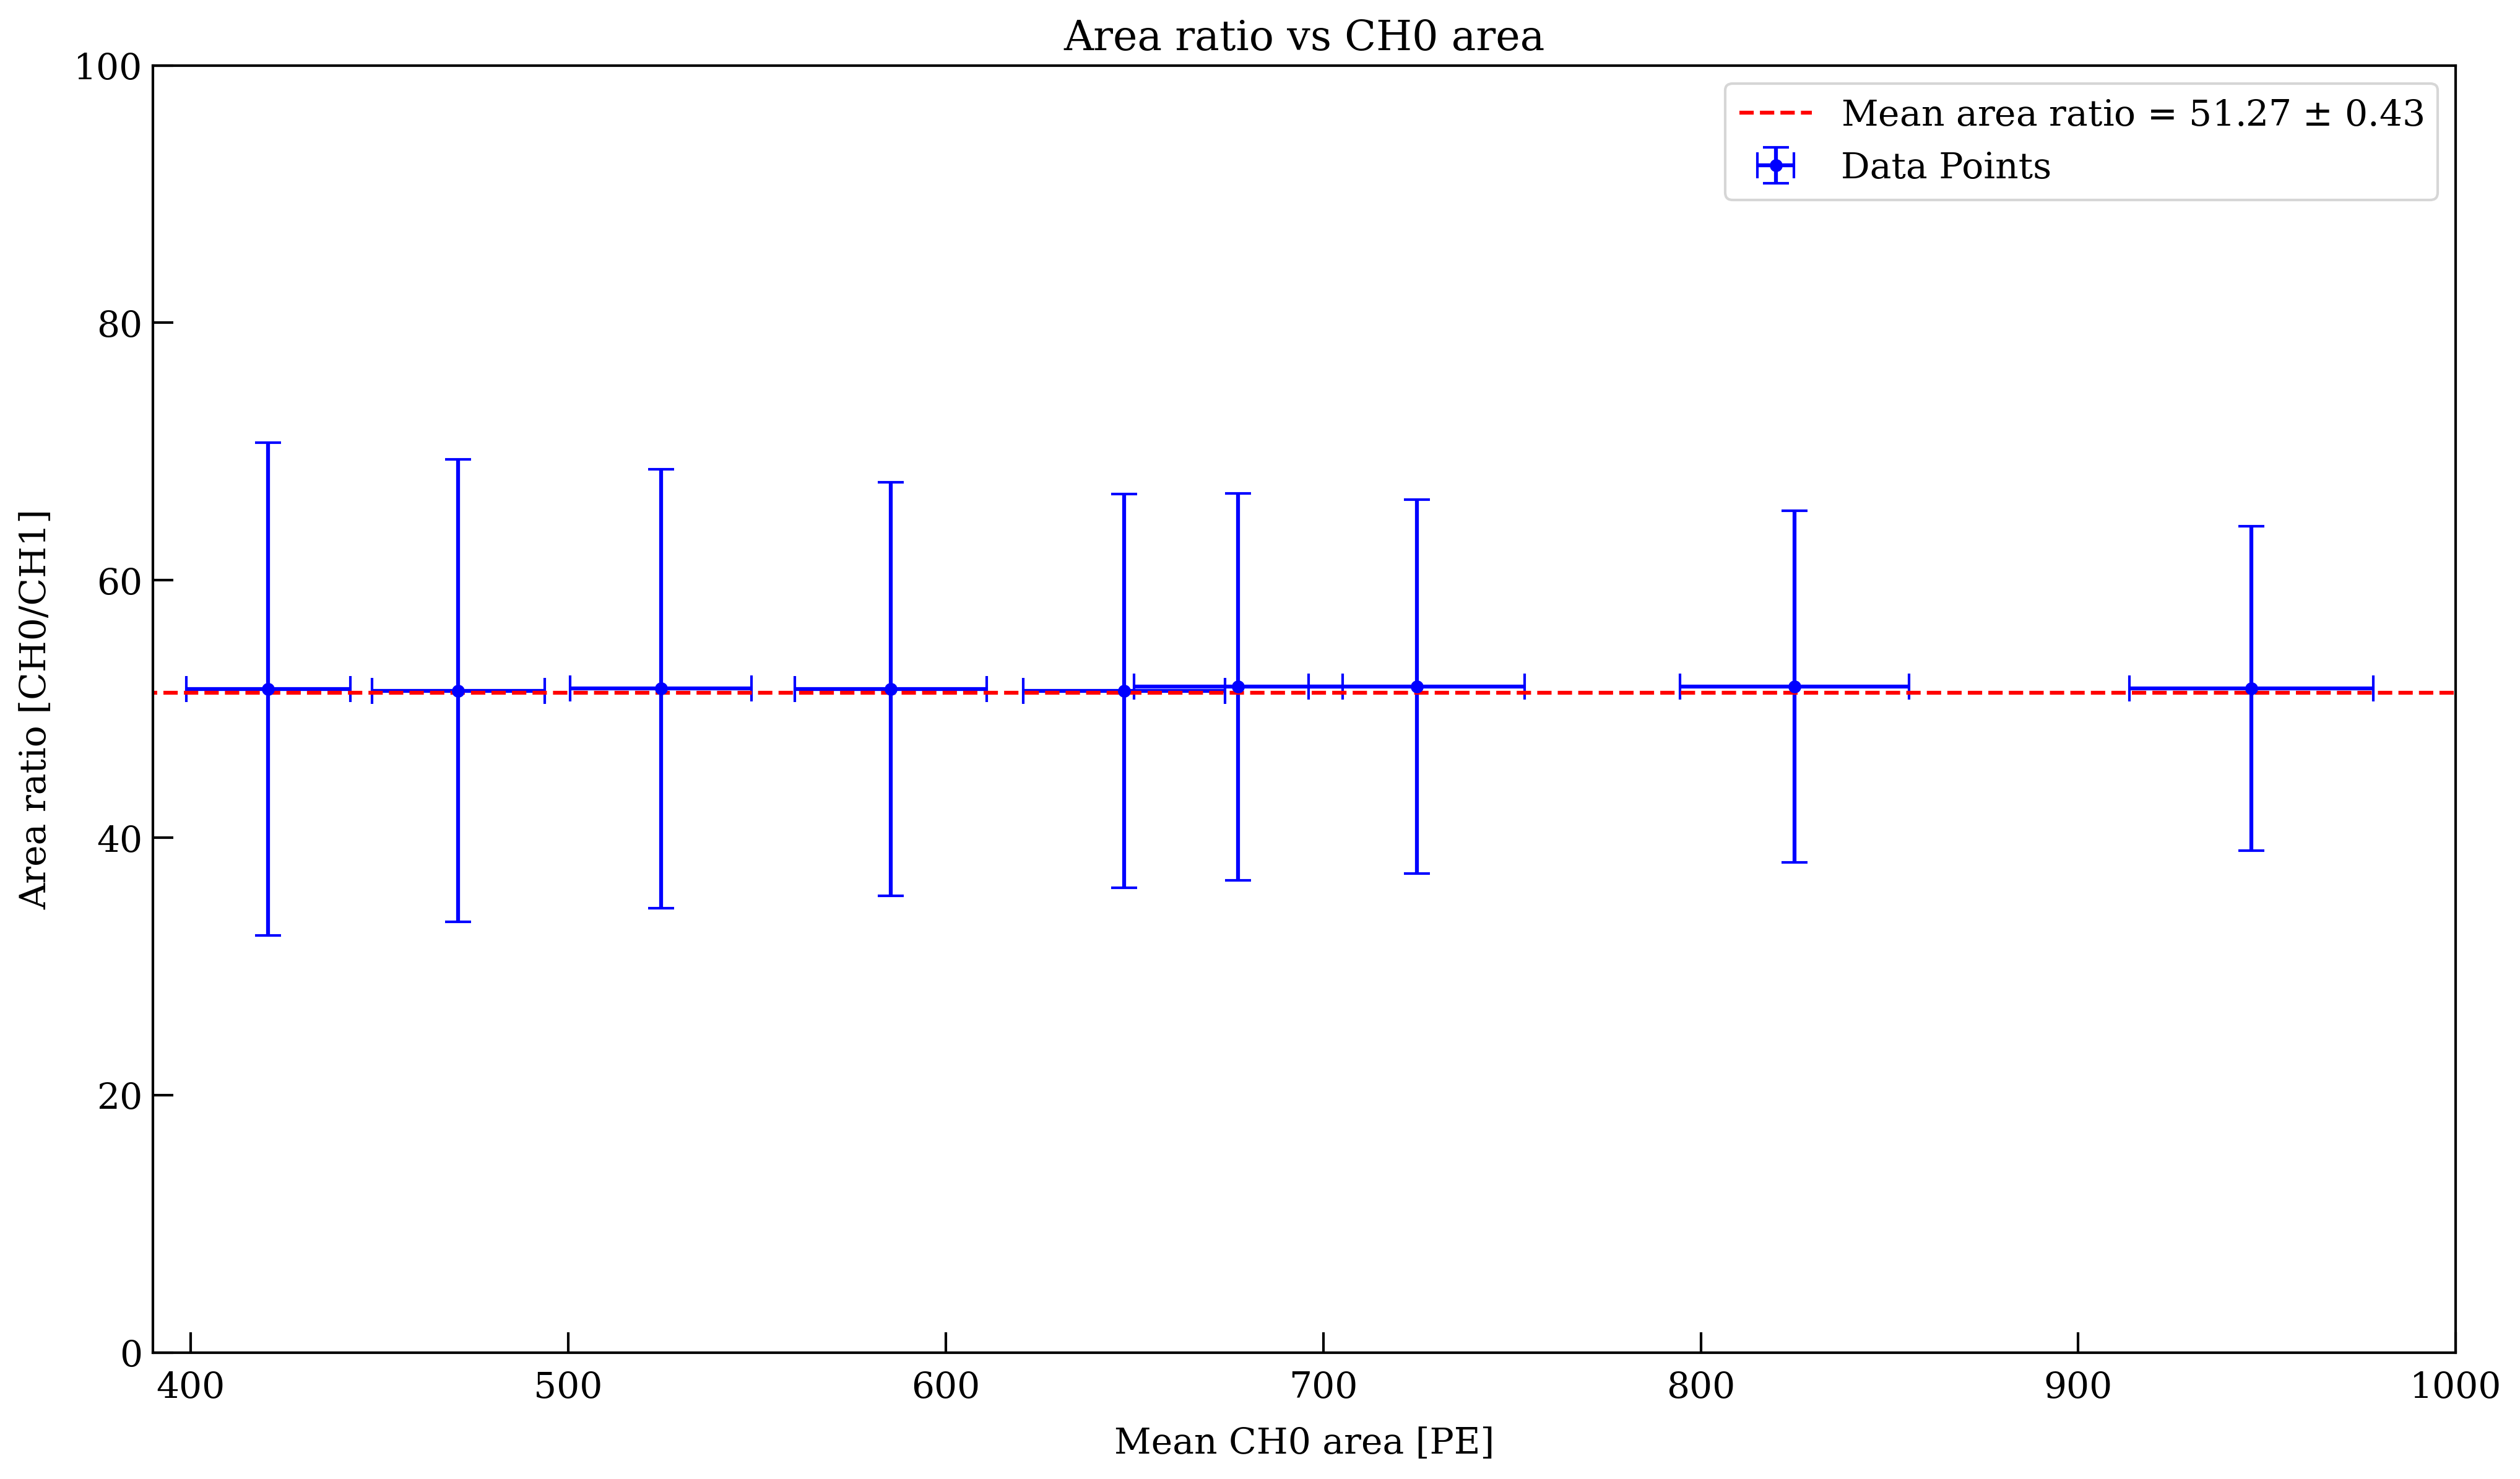 Area ratio vs CH0 area
Mean area ratio = 51.27 ± 0.43
Data Points
Area ratio [CH0/CH1]
100
80
60
40
20
0
400 500 600 700 800 900 1000
Mean CH0 area [PE]